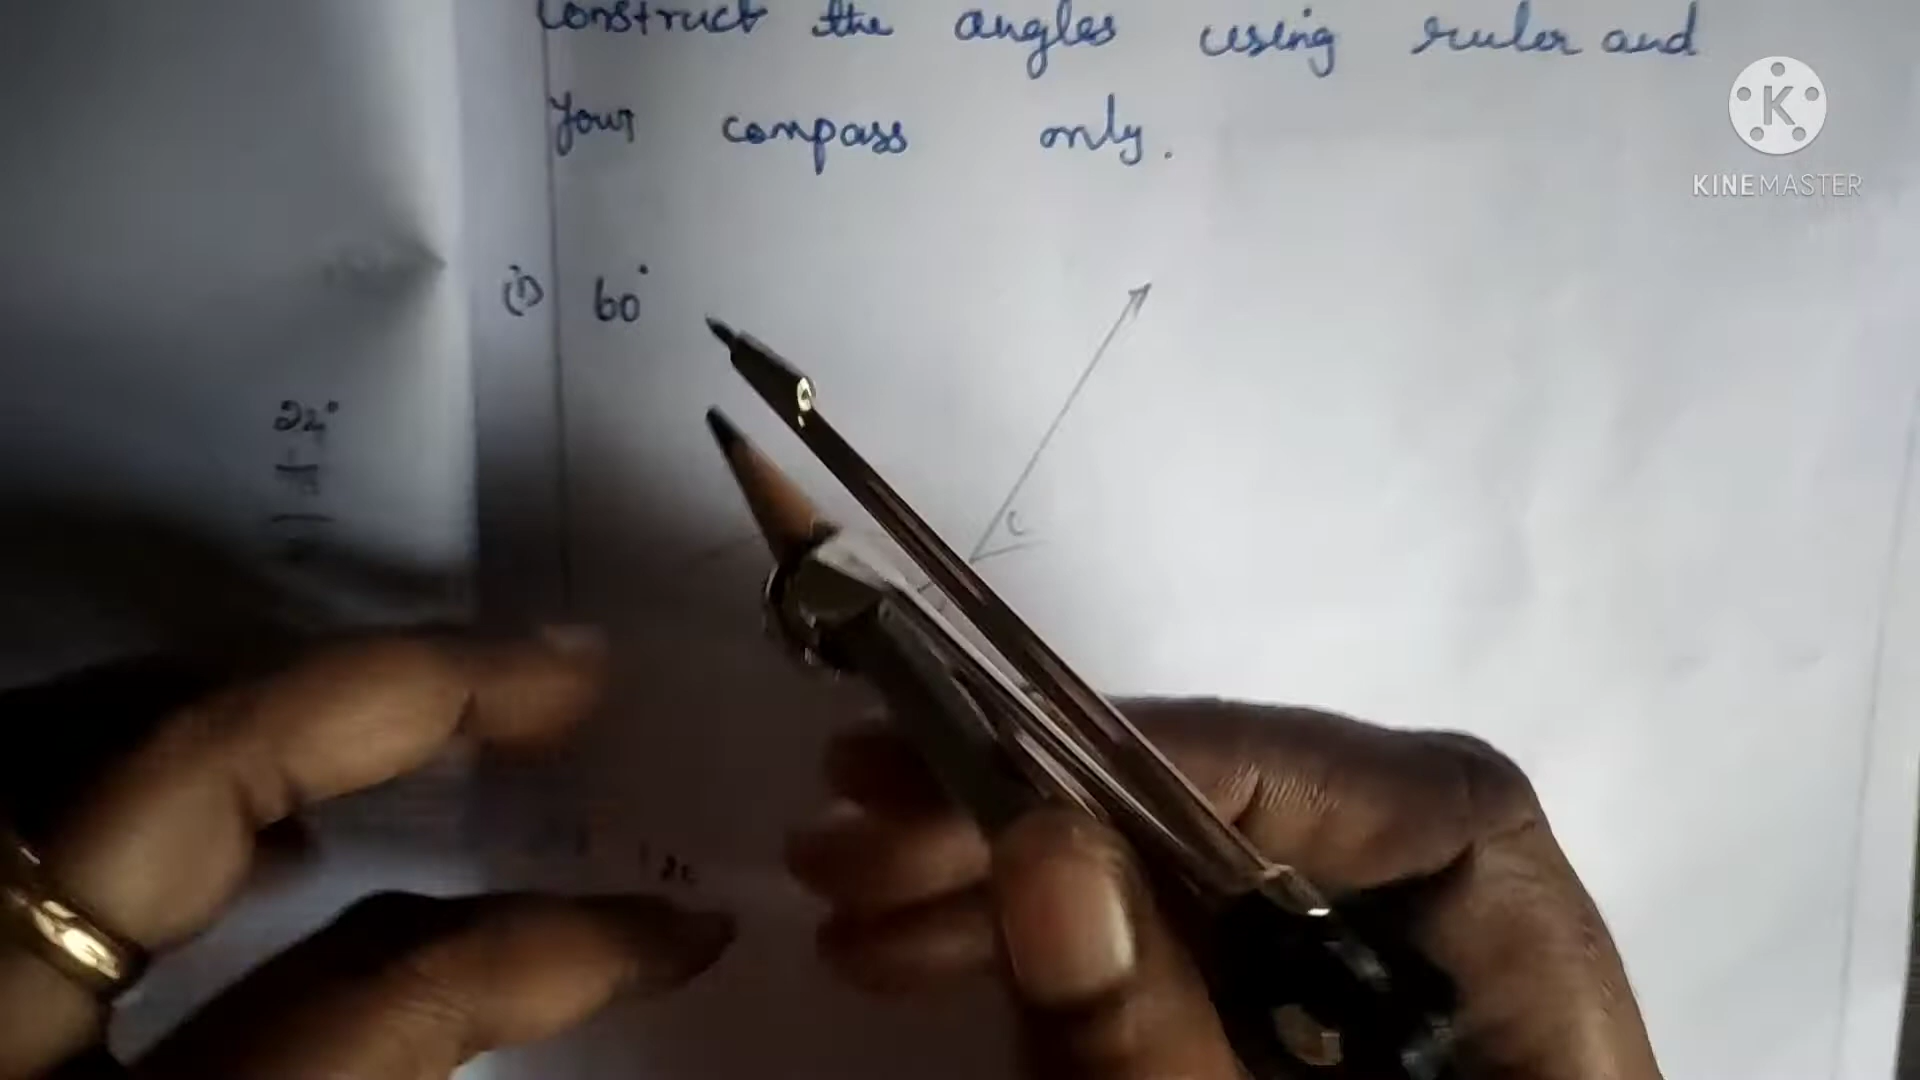 Construct the angles using ruler and
your compass only.
KINEMASTER
(i) 60°